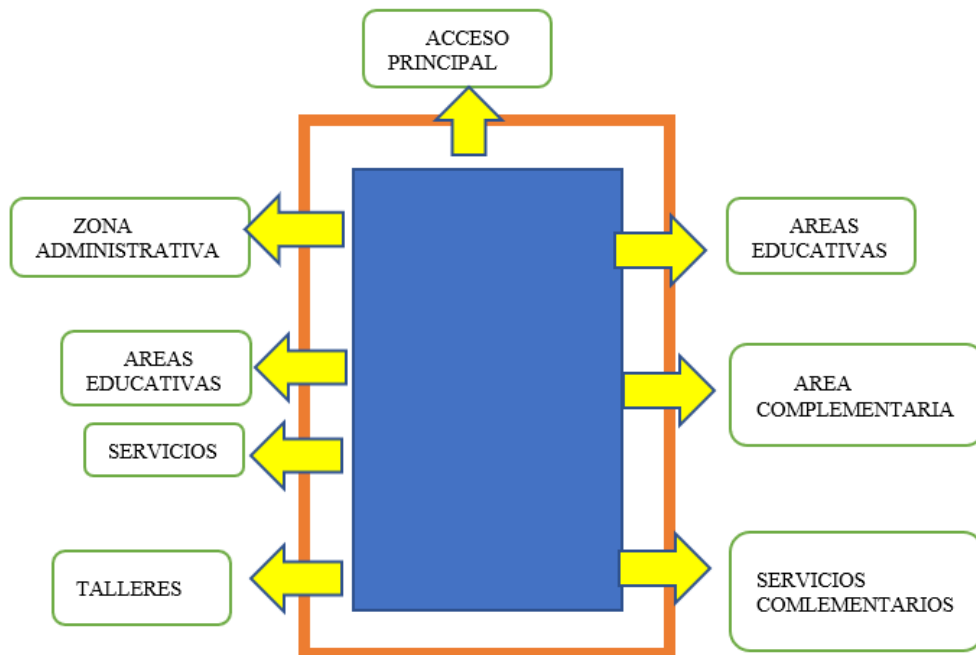 ACCESO
PRINCIPAL
ZONA
ADMINISTRATIVA
AREAS
EDUCATIVAS
AREAS
EDUCATIVAS
AREA
COMPLEMENTARIA
SERVICIOS
TALLERES
SERVICIOS
COMLEMENTARIOS